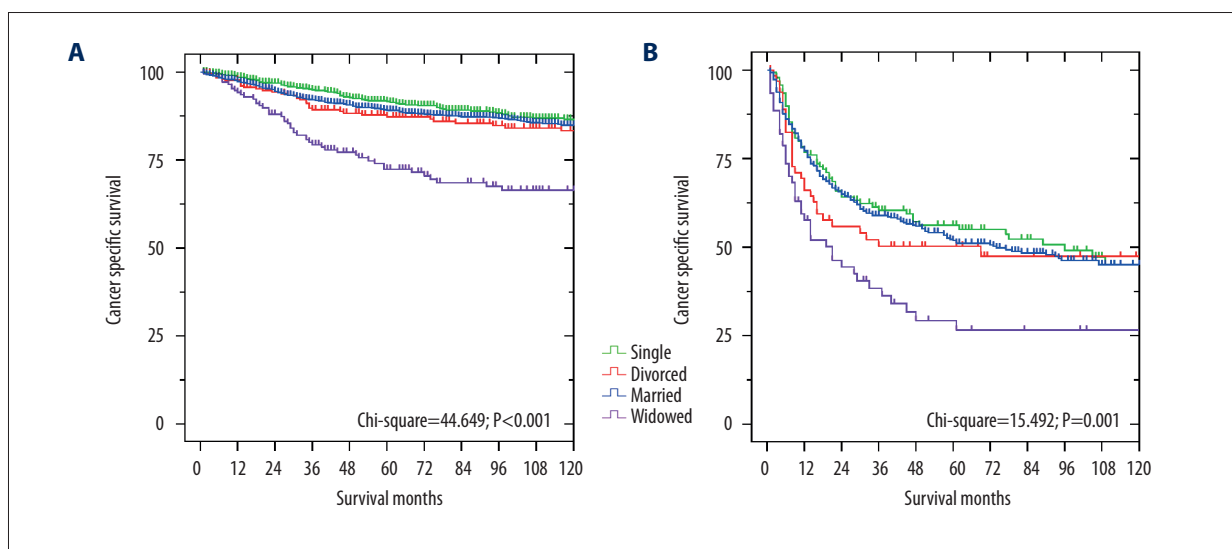 A
100
75
50
25
0
Cancer specific survival
Chi-square=44.649; P<0.001
0 12 24 36 48 60 72 84 96 108 120
Survival months
Single
Divorced
Married
Widowed
B
100
75
50
25
0
Cancer specific survival
Chi-square=15.492; P=0.001
0 12 24 36 48 60 72 84 96 108 120
Survival months